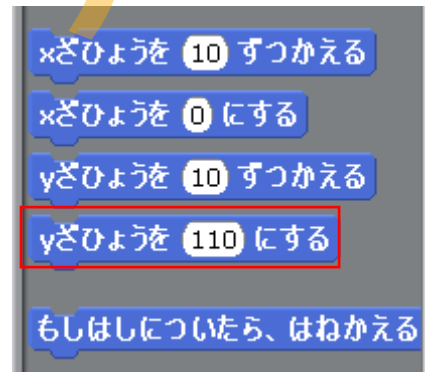 xざひょうを 10 ずつかえる
xざひょうを 0 にする
yざひょうを 10 ずつかえる
yざひょうを 110 にする
もしはしについたら、はねかえる